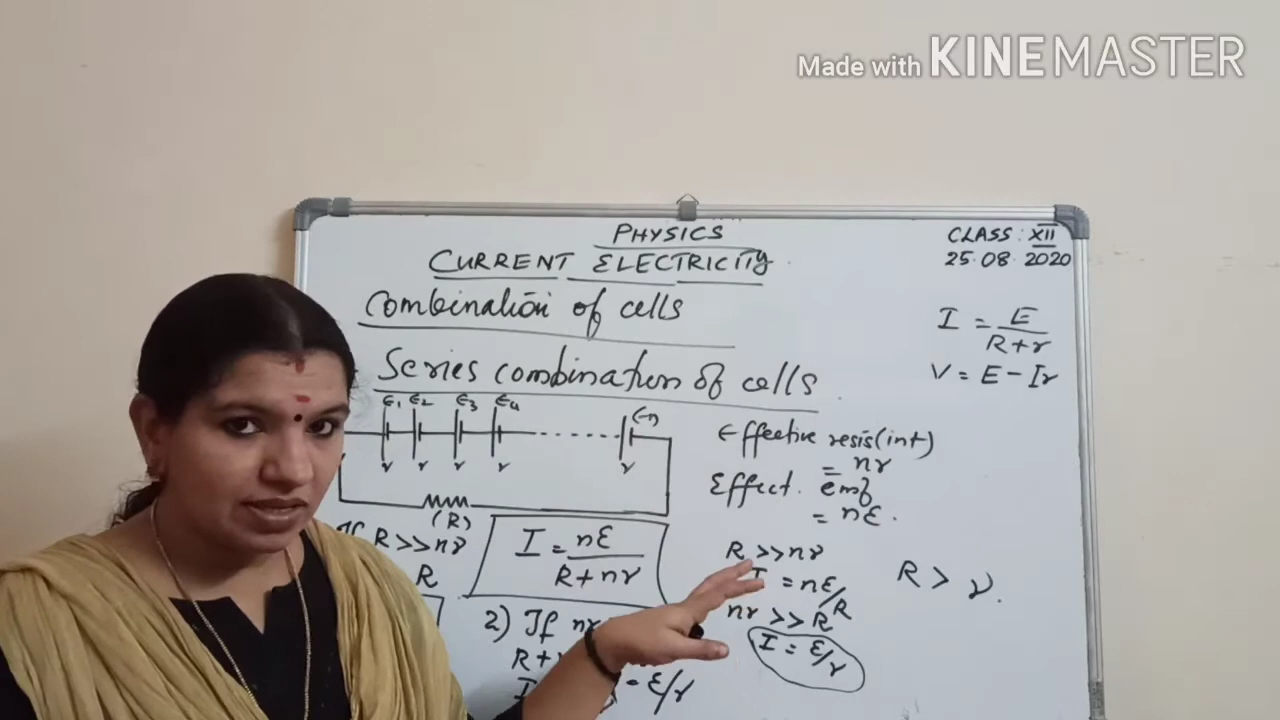 Made with KINEMASTER
PHYSICS
CLASS : XII
25.08.2020
CURRENT ELECTRICITY
Combination of cells
Series combination of cells
I = E/R+r
V = E - Ir
E1 E2 E3 E4
r r r r r
(R)
Effective resis(int)
= nr
Effect. emf
= nE.
R >> nr
R
I = nE/R+nr
2) If nr
R+
I = E/r
R >> nr
I = nE/R
nr >> R
I = E/r
R > r.